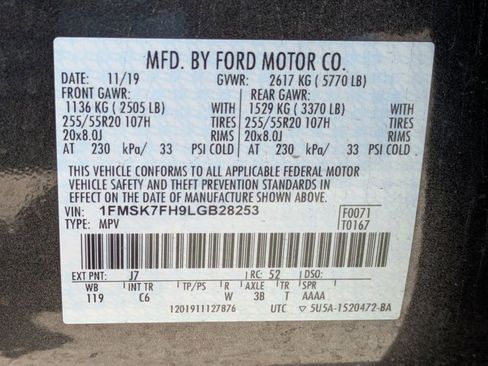 MFD. BY FORD MOTOR CO.
DATE: 11/19 GVWR: 2617 KG ( 5770 LB)
FRONT GAWR: REAR GAWR:
1136 KG ( 2505 LB) WITH 1529 KG ( 3370 LB) WITH
255/55R20 107H TIRES 255/55R20 107H TIRES
20x8.0J RIMS 20x8.0J RIMS
AT 230 kPa/ 33 PSI COLD AT 230 kPa/ 33 PSI COLD
THIS VEHICLE CONFORMS TO ALL APPLICABLE FEDERAL MOTOR
VEHICLE SAFETY AND THEFT PREVENTION STANDARDS IN
EFFECT ON THE DATE OF MANUFACTURE SHOWN ABOVE.
VIN: 1FMSK7FH9LGB28253 F0071
TYPE: MPV T0167
EXT PNT: J7 RC: 52 DSO:
WB INT TR TP/PS R AXLE TR SPR
119 C6 W 3B T AAAA
1201911127876 UTC ▽5U5A-1520472-BA